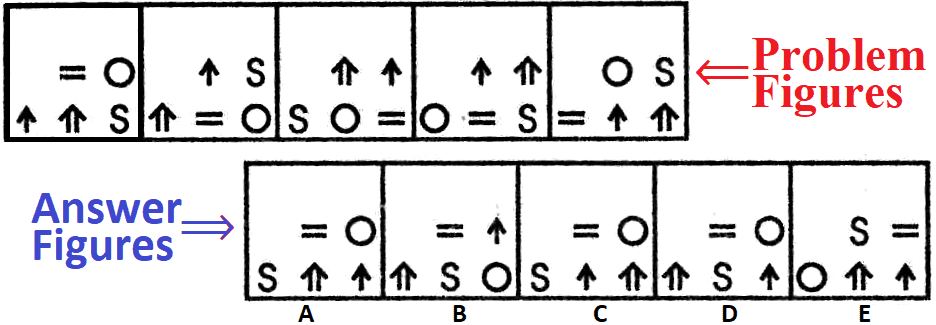 = O ↑ S ⇑ ↑ ↑ ⇑ O S
↑ ⇑ S ⇑ = O S O = O = S = ↑ ⇑
⇐ Problem
Figures
Answer ⇒
Figures
= O = ↑ = O = O S =
S ⇑ ↑ ⇑ S O S ↑ ⇑ ⇑ S ↑ O ⇑ ↑
A B C D E